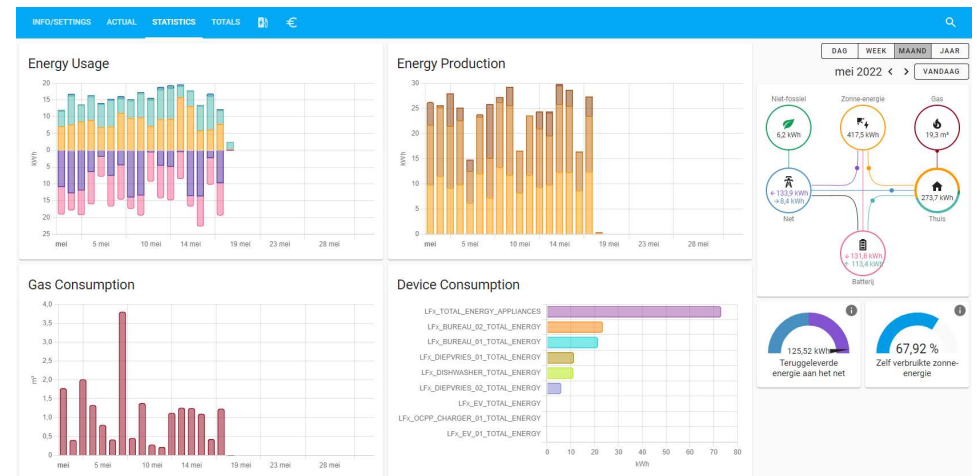 INFO/SETTINGS ACTUAL STATISTICS TOTALS
DAG WEEK MAAND JAAR
mei 2022 < > VANDAAG
Energy Usage
20
15
10
5
0
5
10
15
20
25
kWh
mei 5 mei 10 mei 14 mei 19 mei 23 mei 28 mei
Energy Production
30
25
20
15
10
5
0
kWh
mei 5 mei 10 mei 14 mei 19 mei 23 mei 28 mei
Niet-fossiel Zonne-energie Gas
6,2 kWh 417,5 kWh 19,3 m³
← 133,9 kWh
→ 8,4 kWh
273,7 kWh
Net Thuis
↓ 131,6 kWh
↑ 113,4 kWh
Batterij
Gas Consumption
4,0
3,5
3,0
2,5
2,0
1,5
1,0
0,5
0
m³
mei 5 mei 10 mei 14 mei 19 mei 23 mei 28 mei
Device Consumption
LFx_TOTAL_ENERGY_APPLIANCES
LFx_BUREAU_02_TOTAL_ENERGY
LFx_BUREAU_01_TOTAL_ENERGY
LFx_DIEPVRIES_01_TOTAL_ENERGY
LFx_DISHWASHER_TOTAL_ENERGY
LFx_DIEPVRIES_02_TOTAL_ENERGY
LFx_EV_TOTAL_ENERGY
LFx_OCPP_CHARGER_01_TOTAL_ENERGY
LFx_EV_01_TOTAL_ENERGY
0 10 20 30 40 50 60 70 80
kWh
125,52 kWh
Teruggeleverde
energie aan het net
67,92 %
Zelf verbruikte zonne-
energie